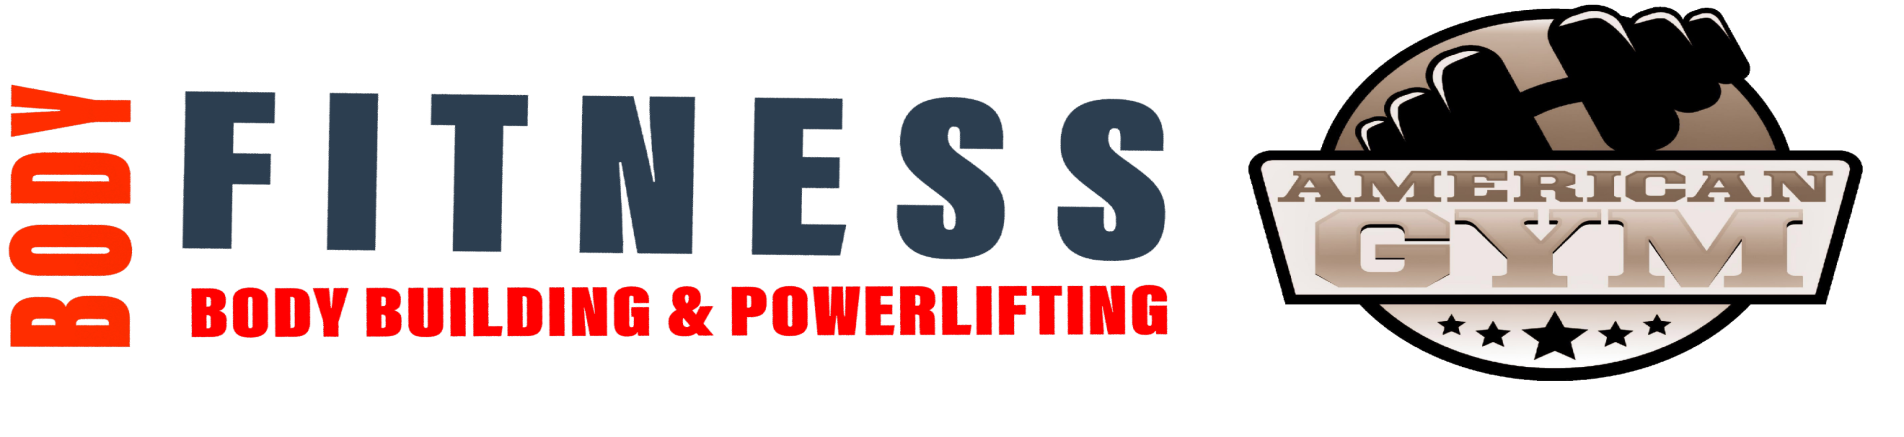 BODY
FITNESS
BODY BUILDING & POWERLIFTING
AMERICAN
GYM